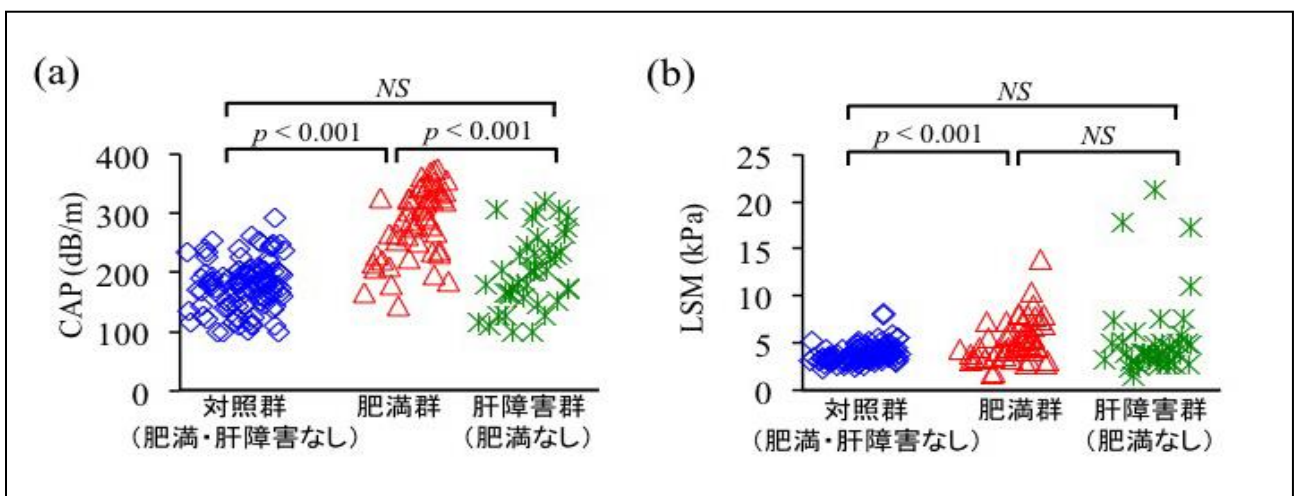 (a)
NS
p < 0.001
p < 0.001
CAP (dB/m)
400
300
200
100
0
対照群
(肥満・肝障害なし)
肥満群
肝障害群
(肥満なし)
(b)
NS
p < 0.001
NS
LSM (kPa)
25
20
15
10
5
0
対照群
(肥満・肝障害なし)
肥満群
肝障害群
(肥満なし)